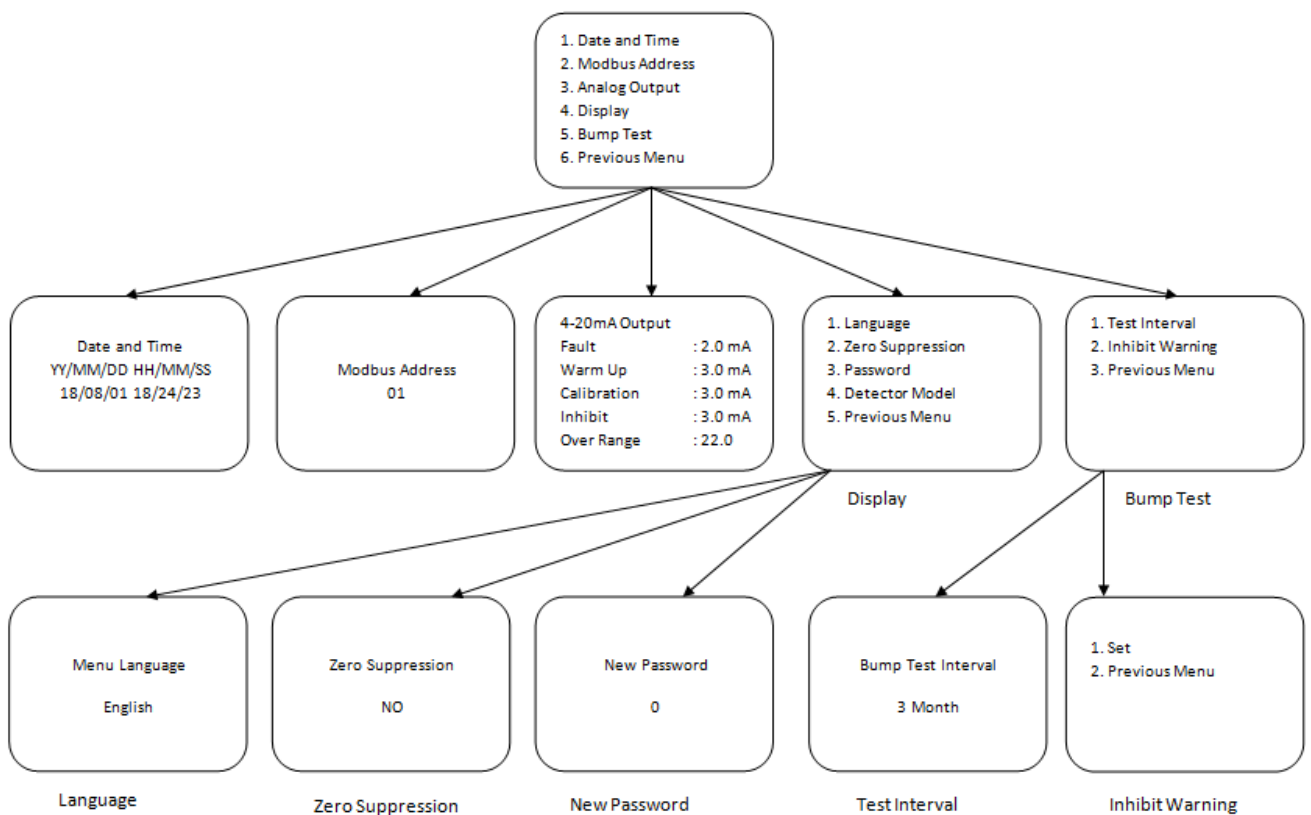 1. Date and Time
2. Modbus Address
3. Analog Output
4. Display
5. Bump Test
6. Previous Menu
Date and Time
YY/MM/DD HH/MM/SS
18/08/01 18/24/23
Modbus Address
01
4-20mA Output
Fault : 2.0 mA
Warm Up : 3.0 mA
Calibration : 3.0 mA
Inhibit : 3.0 mA
Over Range : 22.0
1. Language
2. Zero Suppression
3. Password
4. Detector Model
5. Previous Menu
1. Test Interval
2. Inhibit Warning
3. Previous Menu
Display
Bump Test
Menu Language
English
Zero Suppression
NO
New Password
0
Bump Test Interval
3 Month
1. Set
2. Previous Menu
Language
Zero Suppression
New Password
Test Interval
Inhibit Warning